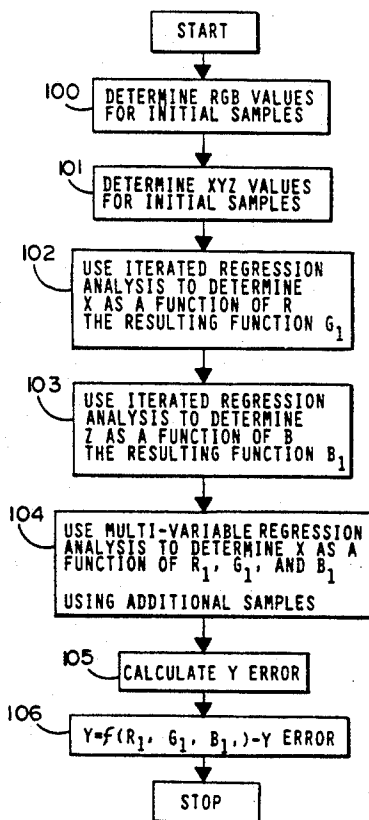 START
100
DETERMINE RGB VALUES
FOR INITIAL SAMPLES
101
DETERMINE XYZ VALUES
FOR INITIAL SAMPLES
102
USE ITERATED REGRESSION
ANALYSIS TO DETERMINE
X AS A FUNCTION OF R
THE RESULTING FUNCTION G1
103
USE ITERATED REGRESSION
ANALYSIS TO DETERMINE
Z AS A FUNCTION OF B
THE RESULTING FUNCTION B1
104
USE MULTI-VARIABLE REGRESSION
ANALYSIS TO DETERMINE X AS A
FUNCTION OF R1, G1, AND B1
USING ADDITIONAL SAMPLES
105
CALCULATE Y ERROR
106
Y=f(R1, G1, B1,)-Y ERROR
STOP